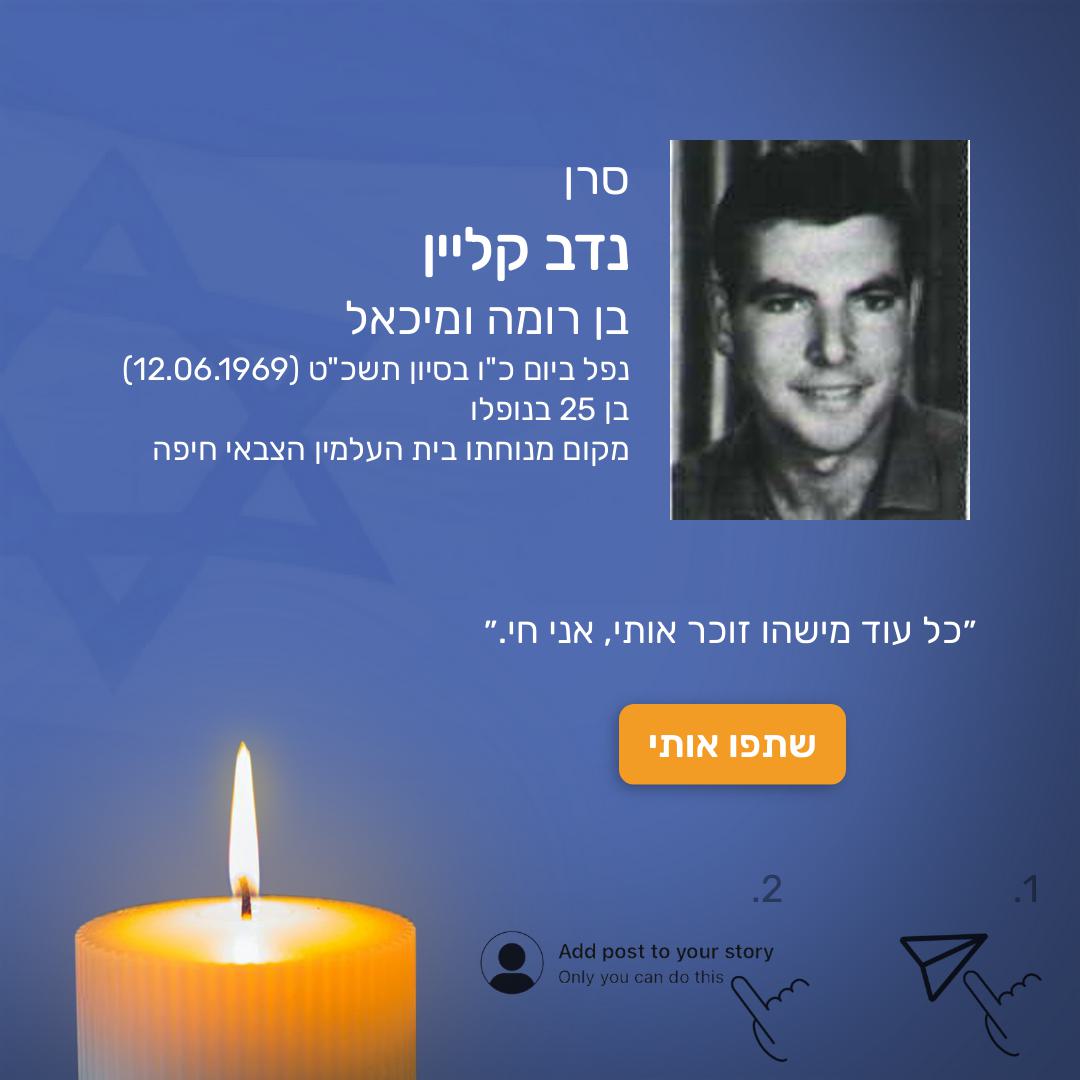 סרן
נדב קליין
בן רומה ומיכאל
נפל ביום כ"ו בסיון תשכ"ט (12.06.1969)
בן 25 בנופלו
מקום מנוחתו בית העלמין הצבאי חיפה
״כל עוד מישהו זוכר אותי, אני חי.״
שתפו אותי
1.
2.
Add post to your story
Only you can do this